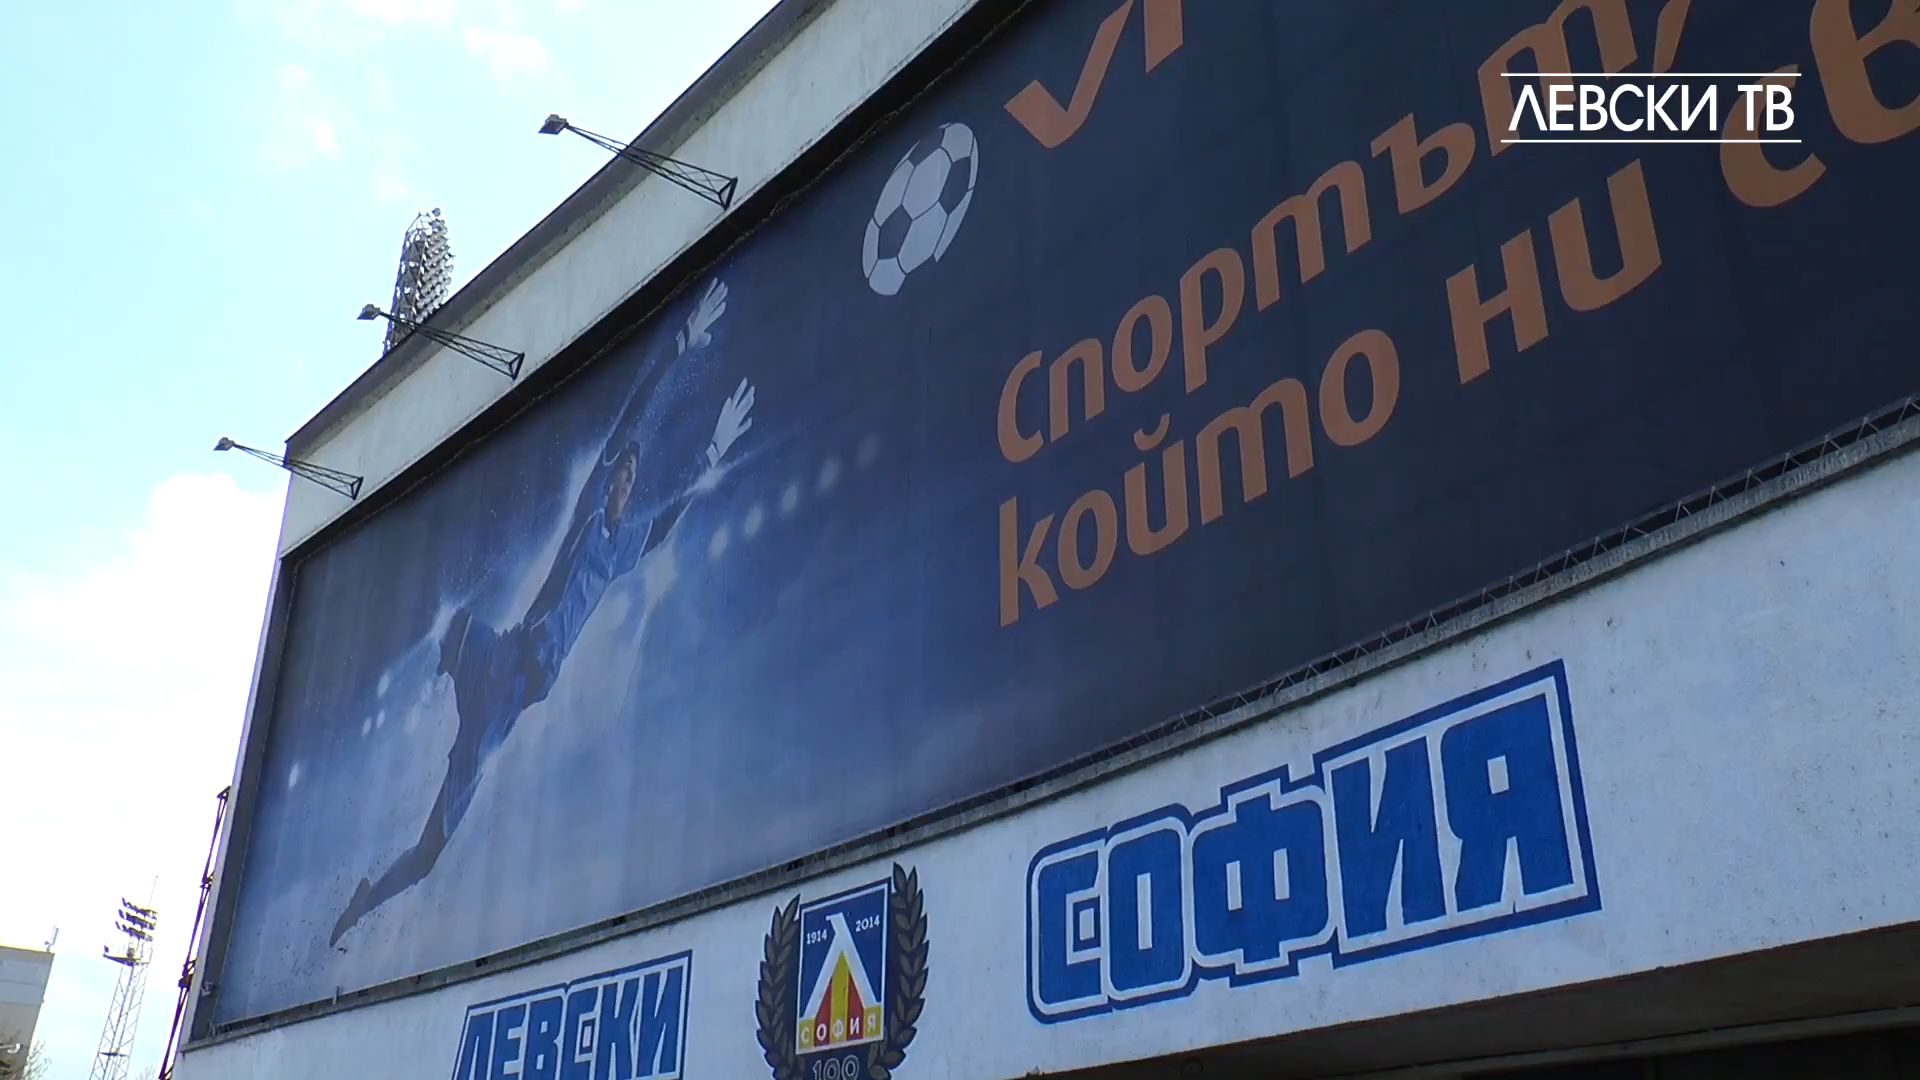 ЛЕВСКИ ТВ
Спортът,
който ни
ЛЕВСКИ
1914 2014
СОФИЯ
100
СОФИЯ